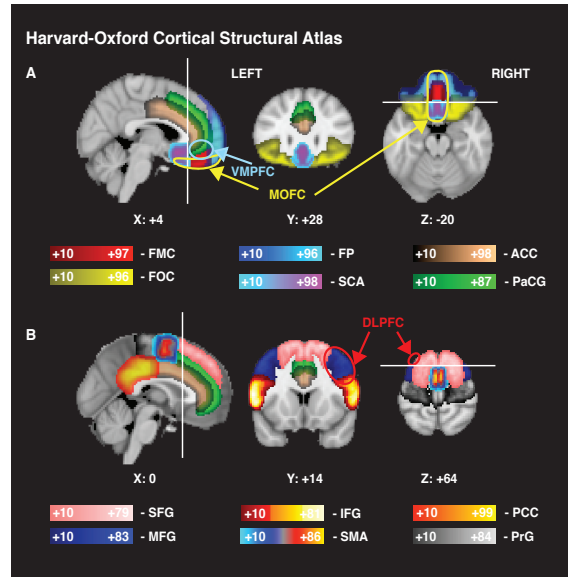 Harvard-Oxford Cortical Structural Atlas
A
LEFT
RIGHT
VMPFC
MOFC
X: +4
Y: +28
Z: -20
+10 +97 - FMC
+10 +96 - FP
+10 +98 - ACC
+10 +96 - FOC
+10 +98 - SCA
+10 +87 - PaCG
B
DLPFC
X: 0
Y: +14
Z: +64
+10 +79 - SFG
+10 - IFG
+10 +99 - PCC
+10 +83 - MFG
+10 +86 - SMA
+10 +84 - PrG